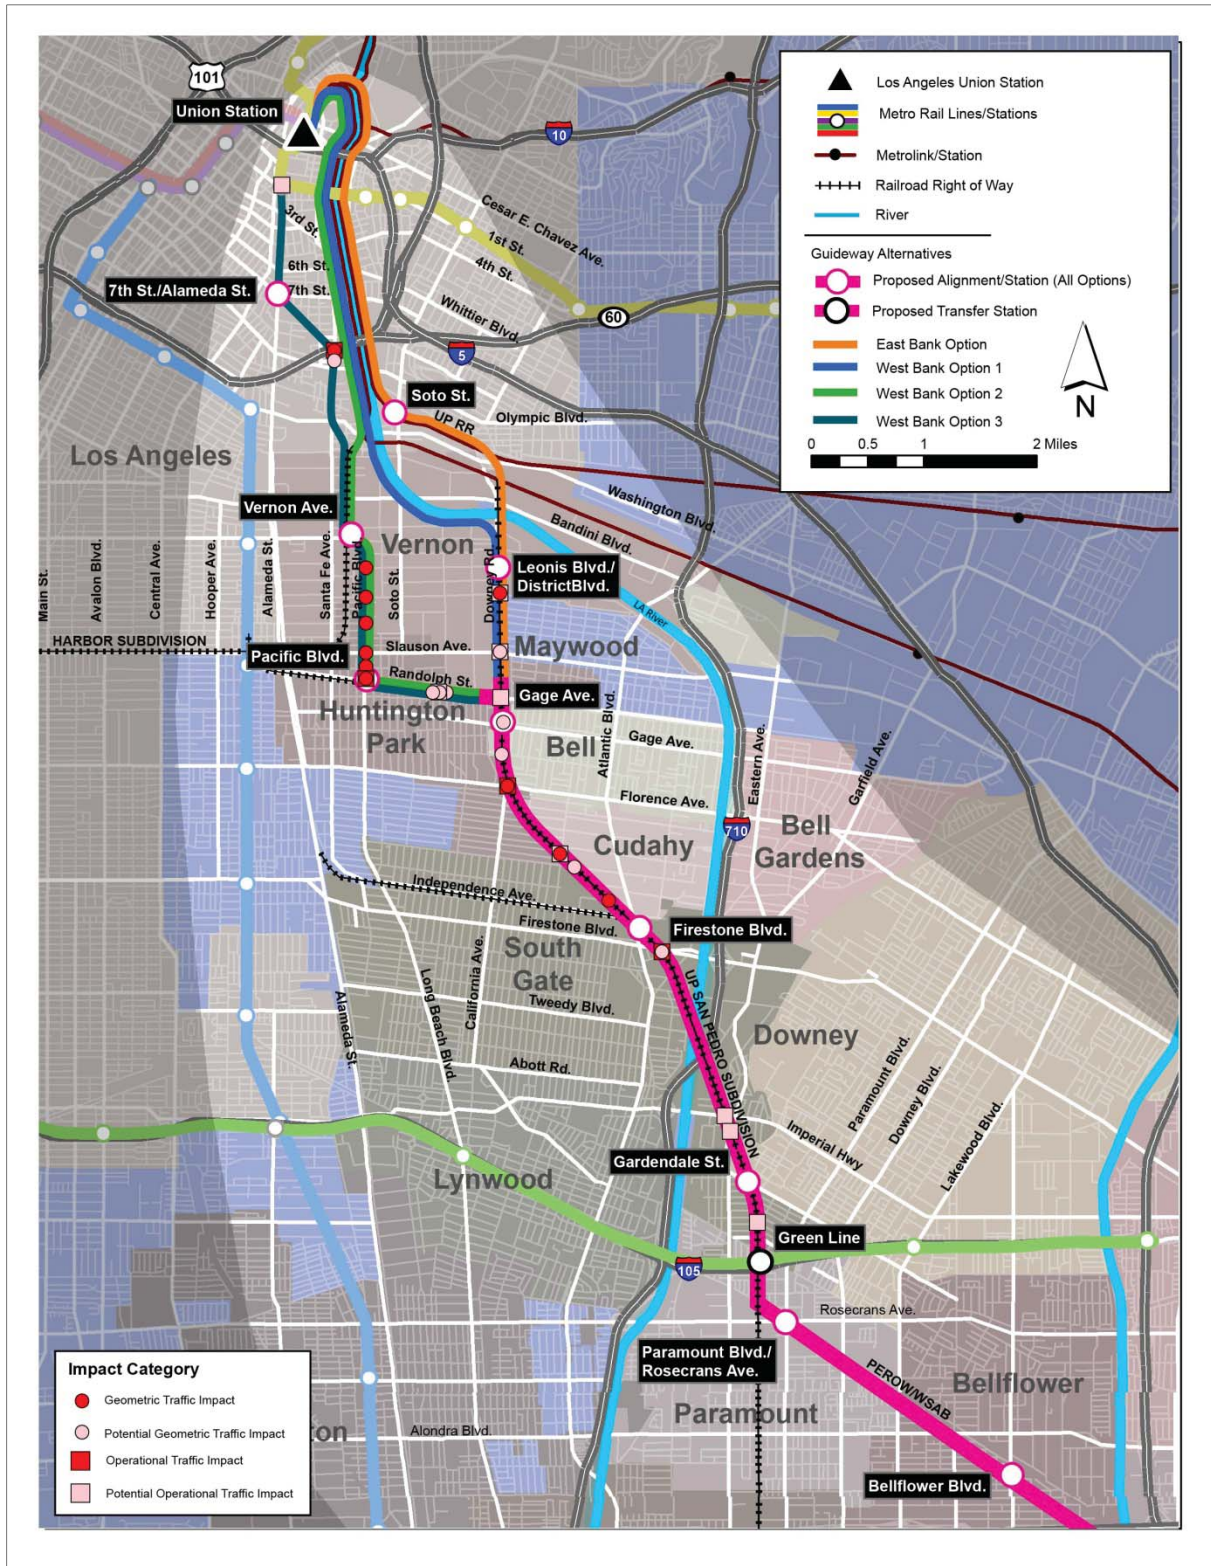 101
Union Station
10
Cesar E. Chavez Ave.
1st St.
4th St.
3rd St.
6th St.
7th St./Alameda St.
7th St.
Whittier Blvd.
60
5
Soto St.
UP RR
Olympic Blvd.
Los Angeles
Washington Blvd.
Bandini Blvd.
Vernon Ave.
Vernon
Leonis Blvd./
DistrictBlvd.
Main St.
Avalon Blvd.
Central Ave.
Hooper Ave.
Alameda St.
Santa Fe Ave.
Pacific Blvd.
Soto St.
Downey Rd.
LA River
HARBOR SUBDIVISION
Slauson Ave.
Maywood
Pacific Blvd.
Randolph St.
Gage Ave.
Huntington
Park
Bell
Atlantic Blvd.
Gage Ave.
Eastern Ave.
Garfield Ave.
Florence Ave.
710
Bell
Gardens
Cudahy
Independence Ave.
Firestone Blvd.
Firestone Blvd.
South
Gate
California Ave.
Long Beach Blvd.
Alameda St.
Tweedy Blvd.
Abott Rd.
UP SAN PEDRO SUBDIVISION
Downey
Paramount Blvd.
Downey Blvd.
Lakewood Blvd.
Imperial Hwy
Gardendale St.
Lynwood
Green Line
105
Rosecrans Ave.
Paramount Blvd./
Rosecrans Ave.
PEROW/WSAB
Bellflower
Paramount
Alondra Blvd.
ton
Bellflower Blvd.
Los Angeles Union Station
Metro Rail Lines/Stations
Metrolink/Station
Railroad Right of Way
River
Guideway Alternatives
Proposed Alignment/Station (All Options)
Proposed Transfer Station
East Bank Option
West Bank Option 1
West Bank Option 2
West Bank Option 3
N
0 0.5 1 2 Miles
Impact Category
Geometric Traffic Impact
Potential Geometric Traffic Impact
Operational Traffic Impact
Potential Operational Traffic Impact